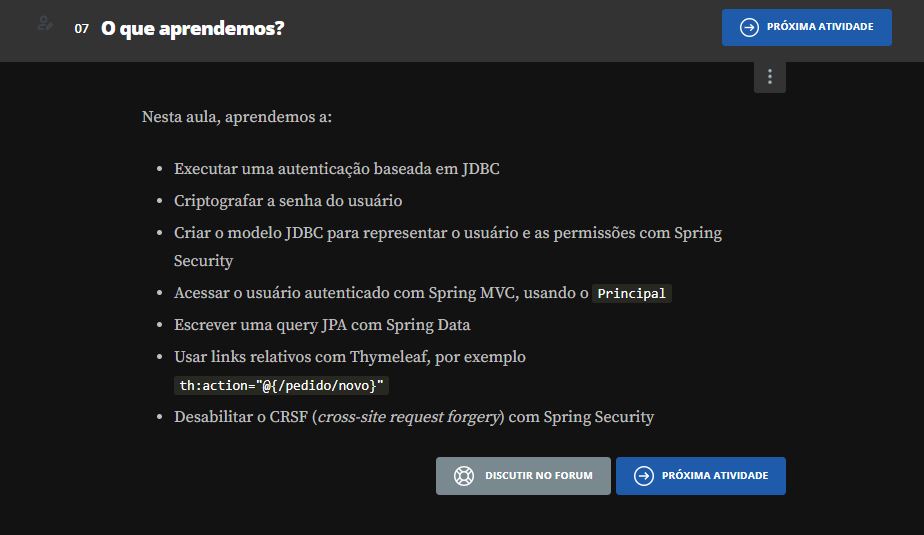 07 O que aprendemos?
PRÓXIMA ATIVIDADE
Nesta aula, aprendemos a:
• Executar uma autenticação baseada em JDBC
• Criptografar a senha do usuário
• Criar o modelo JDBC para representar o usuário e as permissões com Spring
Security
• Acessar o usuário autenticado com Spring MVC, usando o Principal
• Escrever uma query JPA com Spring Data
• Usar links relativos com Thymeleaf, por exemplo
th:action="@{/pedido/novo}"
• Desabilitar o CRSF (cross-site request forgery) com Spring Security
DISCUTIR NO FORUM
PRÓXIMA ATIVIDADE